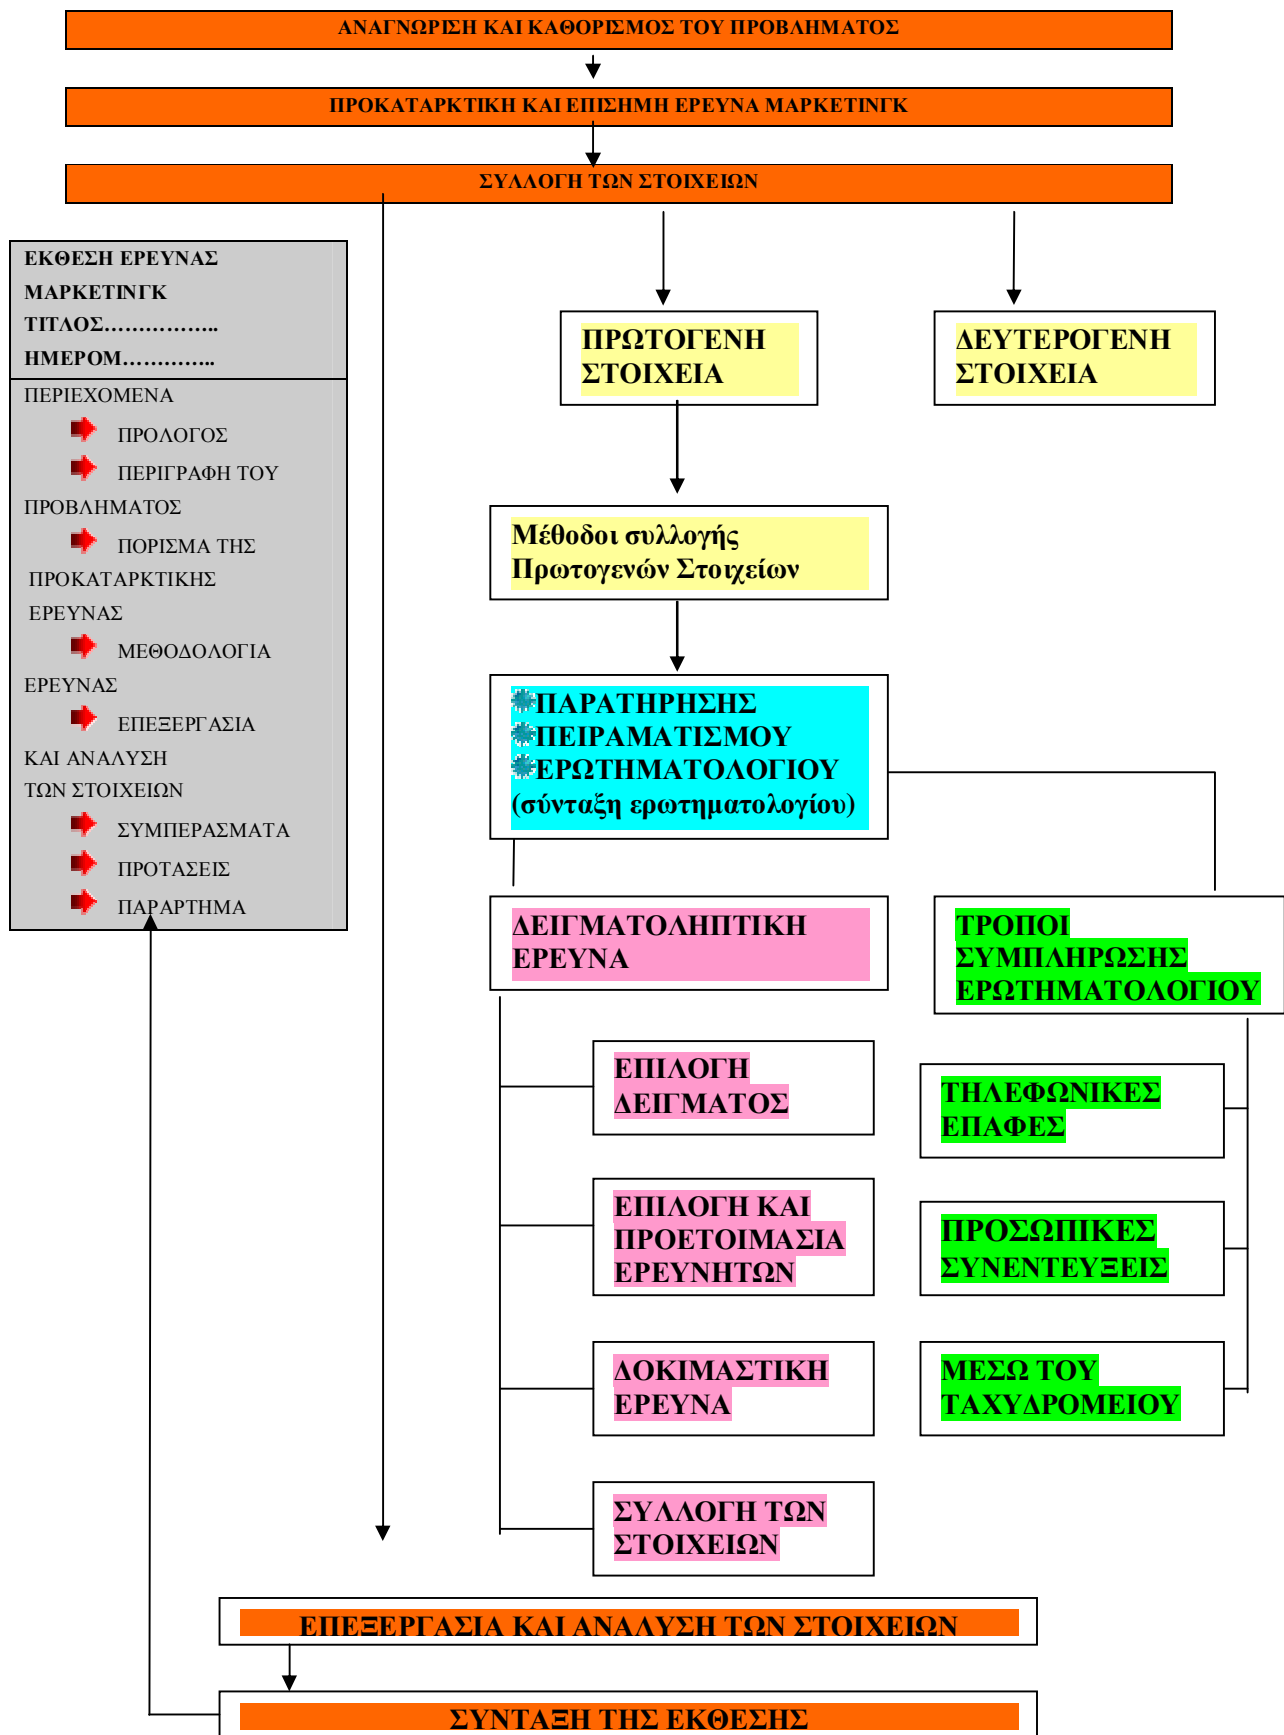 ΑΝΑΓΝΩΡΙΣΗ ΚΑΙ ΚΑΘΟΡΙΣΜΟΣ ΤΟΥ ΠΡΟΒΛΗΜΑΤΟΣ
ΠΡΟΚΑΤΑΡΚΤΙΚΗ ΚΑΙ ΕΠΙΣΗΜΗ ΕΡΕΥΝΑ ΜΑΡΚΕΤΙΝΓΚ
ΣΥΛΛΟΓΗ ΤΩΝ ΣΤΟΙΧΕΙΩΝ
ΕΚΘΕΣΗ ΕΡΕΥΝΑΣ
ΜΑΡΚΕΤΙΝΓΚ
ΤΙΤΛΟΣ……………..
ΗΜΕΡΟΜ…………..
ΠΕΡΙΕΧΟΜΕΝΑ
ΠΡΟΛΟΓΟΣ
ΠΕΡΙΓΡΑΦΗ ΤΟΥ
ΠΡΟΒΛΗΜΑΤΟΣ
ΠΟΡΙΣΜΑ ΤΗΣ
ΠΡΟΚΑΤΑΡΚΤΙΚΗΣ
ΕΡΕΥΝΑΣ
ΜΕΘΟΔΟΛΟΓΙΑ
ΕΡΕΥΝΑΣ
ΕΠΕΞΕΡΓΑΣΙΑ
ΚΑΙ ΑΝΑΛΥΣΗ
ΤΩΝ ΣΤΟΙΧΕΙΩΝ
ΣΥΜΠΕΡΑΣΜΑΤΑ
ΠΡΟΤΑΣΕΙΣ
ΠΑΡΑΡΤΗΜΑ
ΠΡΩΤΟΓΕΝΗ
ΣΤΟΙΧΕΙΑ
ΔΕΥΤΕΡΟΓΕΝΗ
ΣΤΟΙΧΕΙΑ
Μέθοδοι συλλογής
Πρωτογενών Στοιχείων
ΠΑΡΑΤΗΡΗΣΗΣ
ΠΕΙΡΑΜΑΤΙΣΜΟΥ
ΕΡΩΤΗΜΑΤΟΛΟΓΙΟΥ
(σύνταξη ερωτηματολογίου)
ΔΕΙΓΜΑΤΟΛΗΠΤΙΚΗ
ΕΡΕΥΝΑ
ΕΠΙΛΟΓΗ
ΔΕΙΓΜΑΤΟΣ
ΕΠΙΛΟΓΗ ΚΑΙ
ΠΡΟΕΤΟΙΜΑΣΙΑ
ΕΡΕΥΝΗΤΩΝ
ΔΟΚΙΜΑΣΤΙΚΗ
ΕΡΕΥΝΑ
ΣΥΛΛΟΓΗ ΤΩΝ
ΣΤΟΙΧΕΙΩΝ
ΤΡΟΠΟΙ
ΣΥΜΠΛΗΡΩΣΗΣ
ΕΡΩΤΗΜΑΤΟΛΟΓΙΟΥ
ΤΗΛΕΦΩΝΙΚΕΣ
ΕΠΑΦΕΣ
ΠΡΟΣΩΠΙΚΕΣ
ΣΥΝΕΝΤΕΥΞΕΙΣ
ΜΕΣΩ ΤΟΥ
ΤΑΧΥΔΡΟΜΕΙΟΥ
ΕΠΕΞΕΡΓΑΣΙΑ ΚΑΙ ΑΝΑΛΥΣΗ ΤΩΝ ΣΤΟΙΧΕΙΩΝ
ΣΥΝΤΑΞΗ ΤΗΣ ΕΚΘΕΣΗΣ